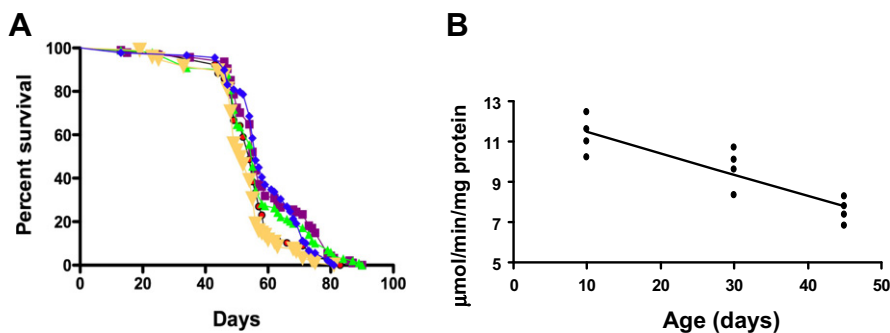 A
Percent survival
100
80
60
40
20
0
0 20 40 60 80 100
Days
B
μmol/min/mg protein
13
11
9
7
5
0 10 20 30 40 50
Age (days)